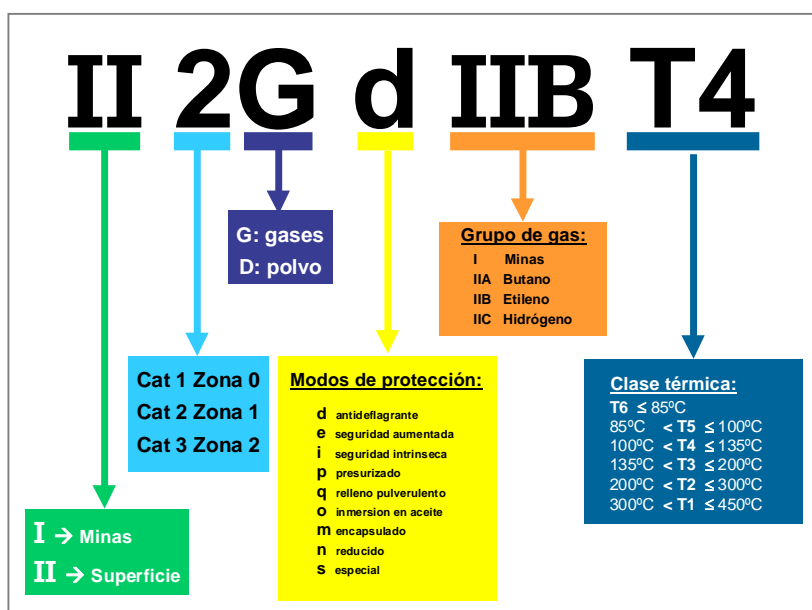 II 2G d IIB T4
G: gases
D: polvo
Grupo de gas:
I Minas
IIA Butano
IIB Etileno
IIC Hidrógeno
Cat 1 Zona 0
Cat 2 Zona 1
Cat 3 Zona 2
Modos de protección:
d antideflagrante
e seguridad aumentada
i seguridad intrinseca
p presurizado
q relleno pulverulento
o inmersion en aceite
m encapsulado
n reducido
s especial
Clase térmica:
T6 ≤ 85ºC
85ºC < T5 ≤ 100ºC
100ºC < T4 ≤ 135ºC
135ºC < T3 ≤ 200ºC
200ºC < T2 ≤ 300ºC
300ºC < T1 ≤ 450ºC
I → Minas
II → Superficie